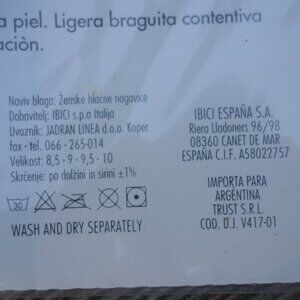 a piel. Ligera braguita contentiva
aciòn.
Naziv blaga: Ženske hlačne nogavice
Dobavitelj: IBICI s.p.a Italija
Uvoznik: JADRAN LINEA d.o.o. Koper
fax - tel. 066 - 265-014
Velikost: 8,5 - 9 - 9,5 - 10
Skrčenje: po dolžini in širini ±1%
30
WASH AND DRY SEPARATELY
IBICI ESPAÑA S.A.
Riera Lladoners 96/98
08360 CANET DE MAR
ESPAÑA C.I.F. A58022757
IMPORTA PARA
ARGENTINA
TRUST S.R.L.
COD. D.J. V417-01